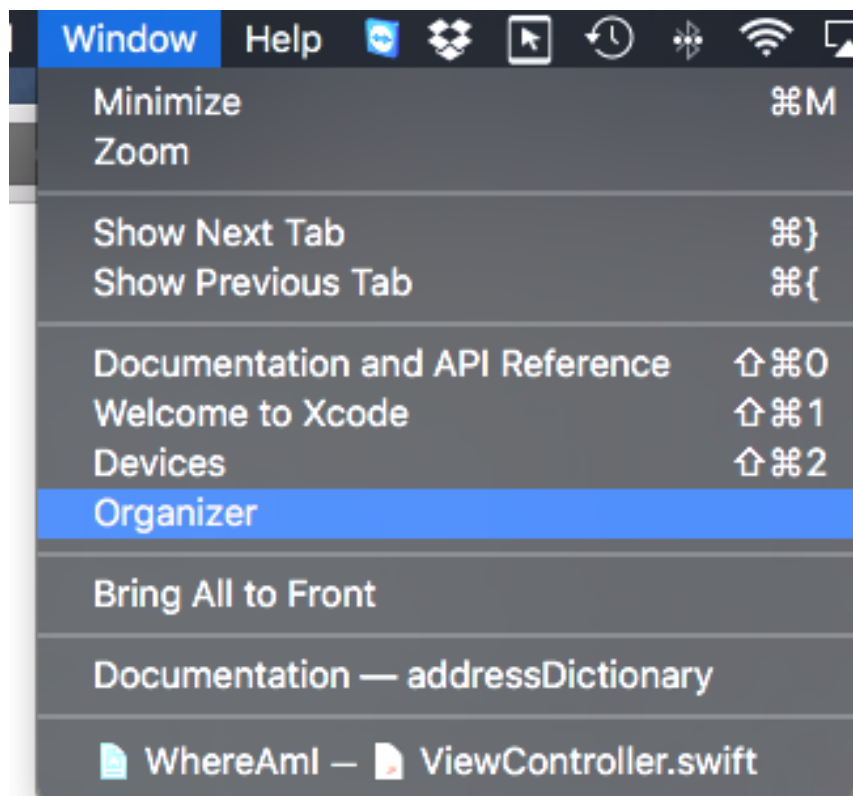 Window Help
Minimize ⌘M
Zoom
Show Next Tab ⌘}
Show Previous Tab ⌘{
Documentation and API Reference ⇧⌘0
Welcome to Xcode ⇧⌘1
Devices ⇧⌘2
Organizer
Bring All to Front
Documentation — addressDictionary
WhereAmI — ViewController.swift